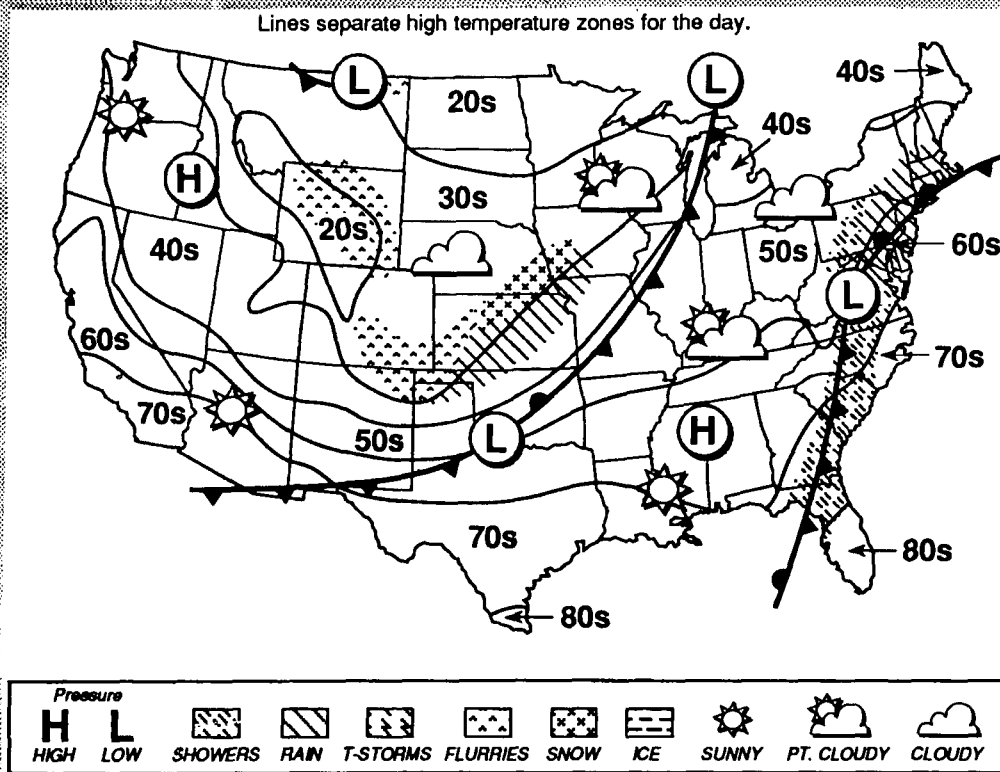 Lines separate high temperature zones for the day.
L
L
40s
20s
40s
H
30s
20s
40s
50s
60s
L
60s
70s
70s
50s
L
H
70s
80s
80s
Pressure
H L
HIGH LOW SHOWERS RAIN T-STORMS FLURRIES SNOW ICE SUNNY PT. CLOUDY CLOUDY